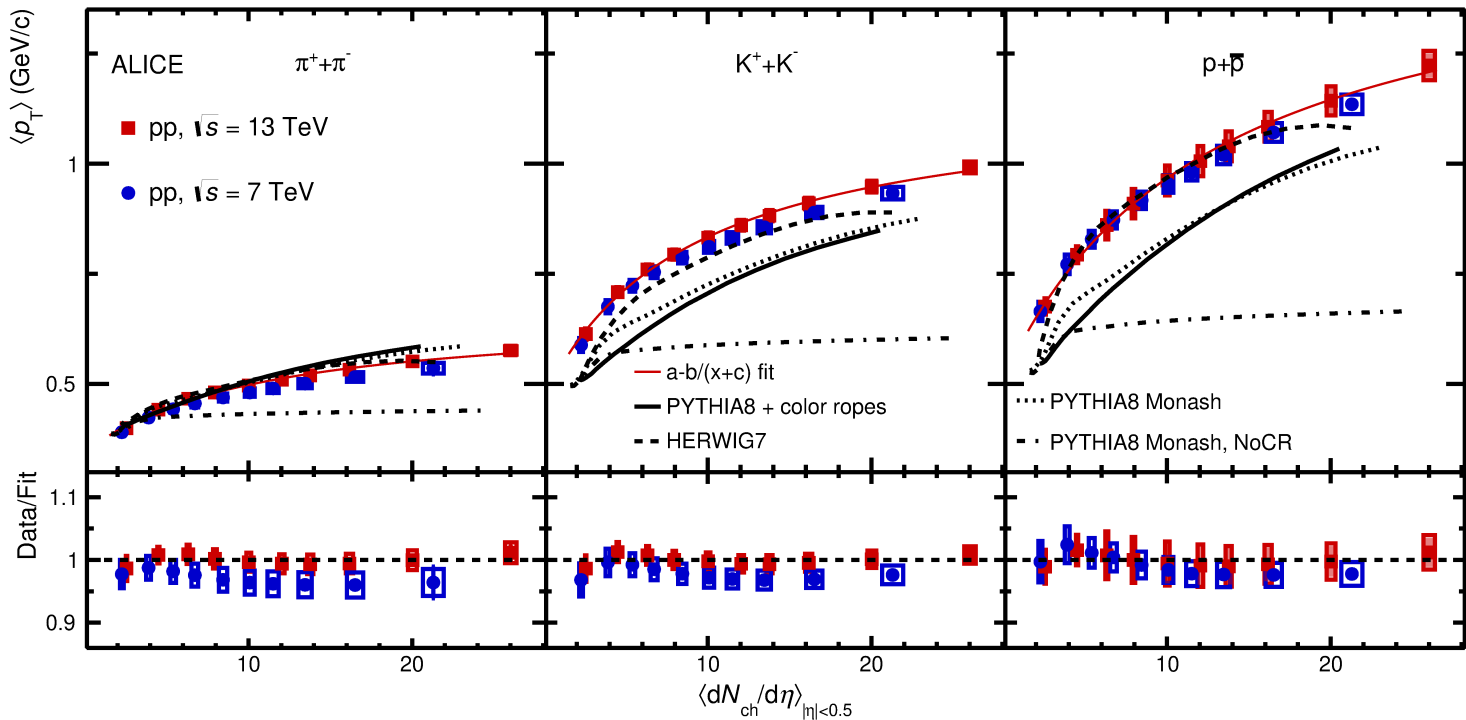 ⟨p_T⟩ (GeV/c)
ALICE
π⁺+π⁻
K⁺+K⁻
p+p̅
pp, √s = 13 TeV
pp, √s = 7 TeV
1
0.5
a-b/(x+c) fit
PYTHIA8 + color ropes
HERWIG7
PYTHIA8 Monash
PYTHIA8 Monash, NoCR
Data/Fit
1.1
1
0.9
10 20 10 20 10 20
⟨dN_ch/dη⟩_|η|<0.5